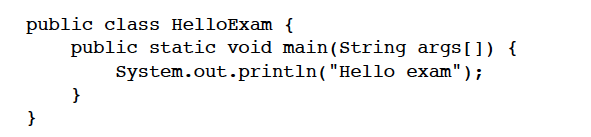 public class HelloExam {
    public static void main(String args[]) {
        System.out.println("Hello exam");
    }
}